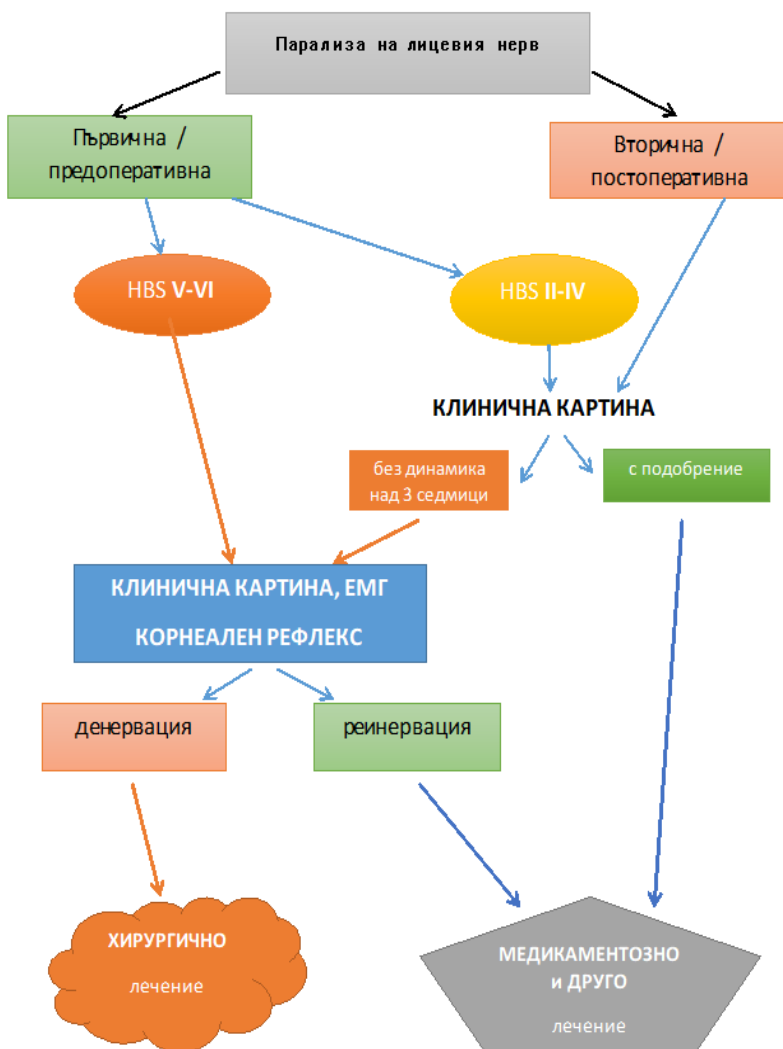 Парализа на лицевия нерв
Първична /
предоперативна
Вторична /
постоперативна
HBS V-VI
HBS II-IV
КЛИНИЧНА КАРТИНА
без динамика
над 3 седмици
с подобрение
КЛИНИЧНА КАРТИНА, ЕМГ
КОРНЕАЛЕН РЕФЛЕКС
денервация
реинервация
ХИРУРГИЧНО
лечение
МЕДИКАМЕНТОЗНО
и ДРУГО
лечение